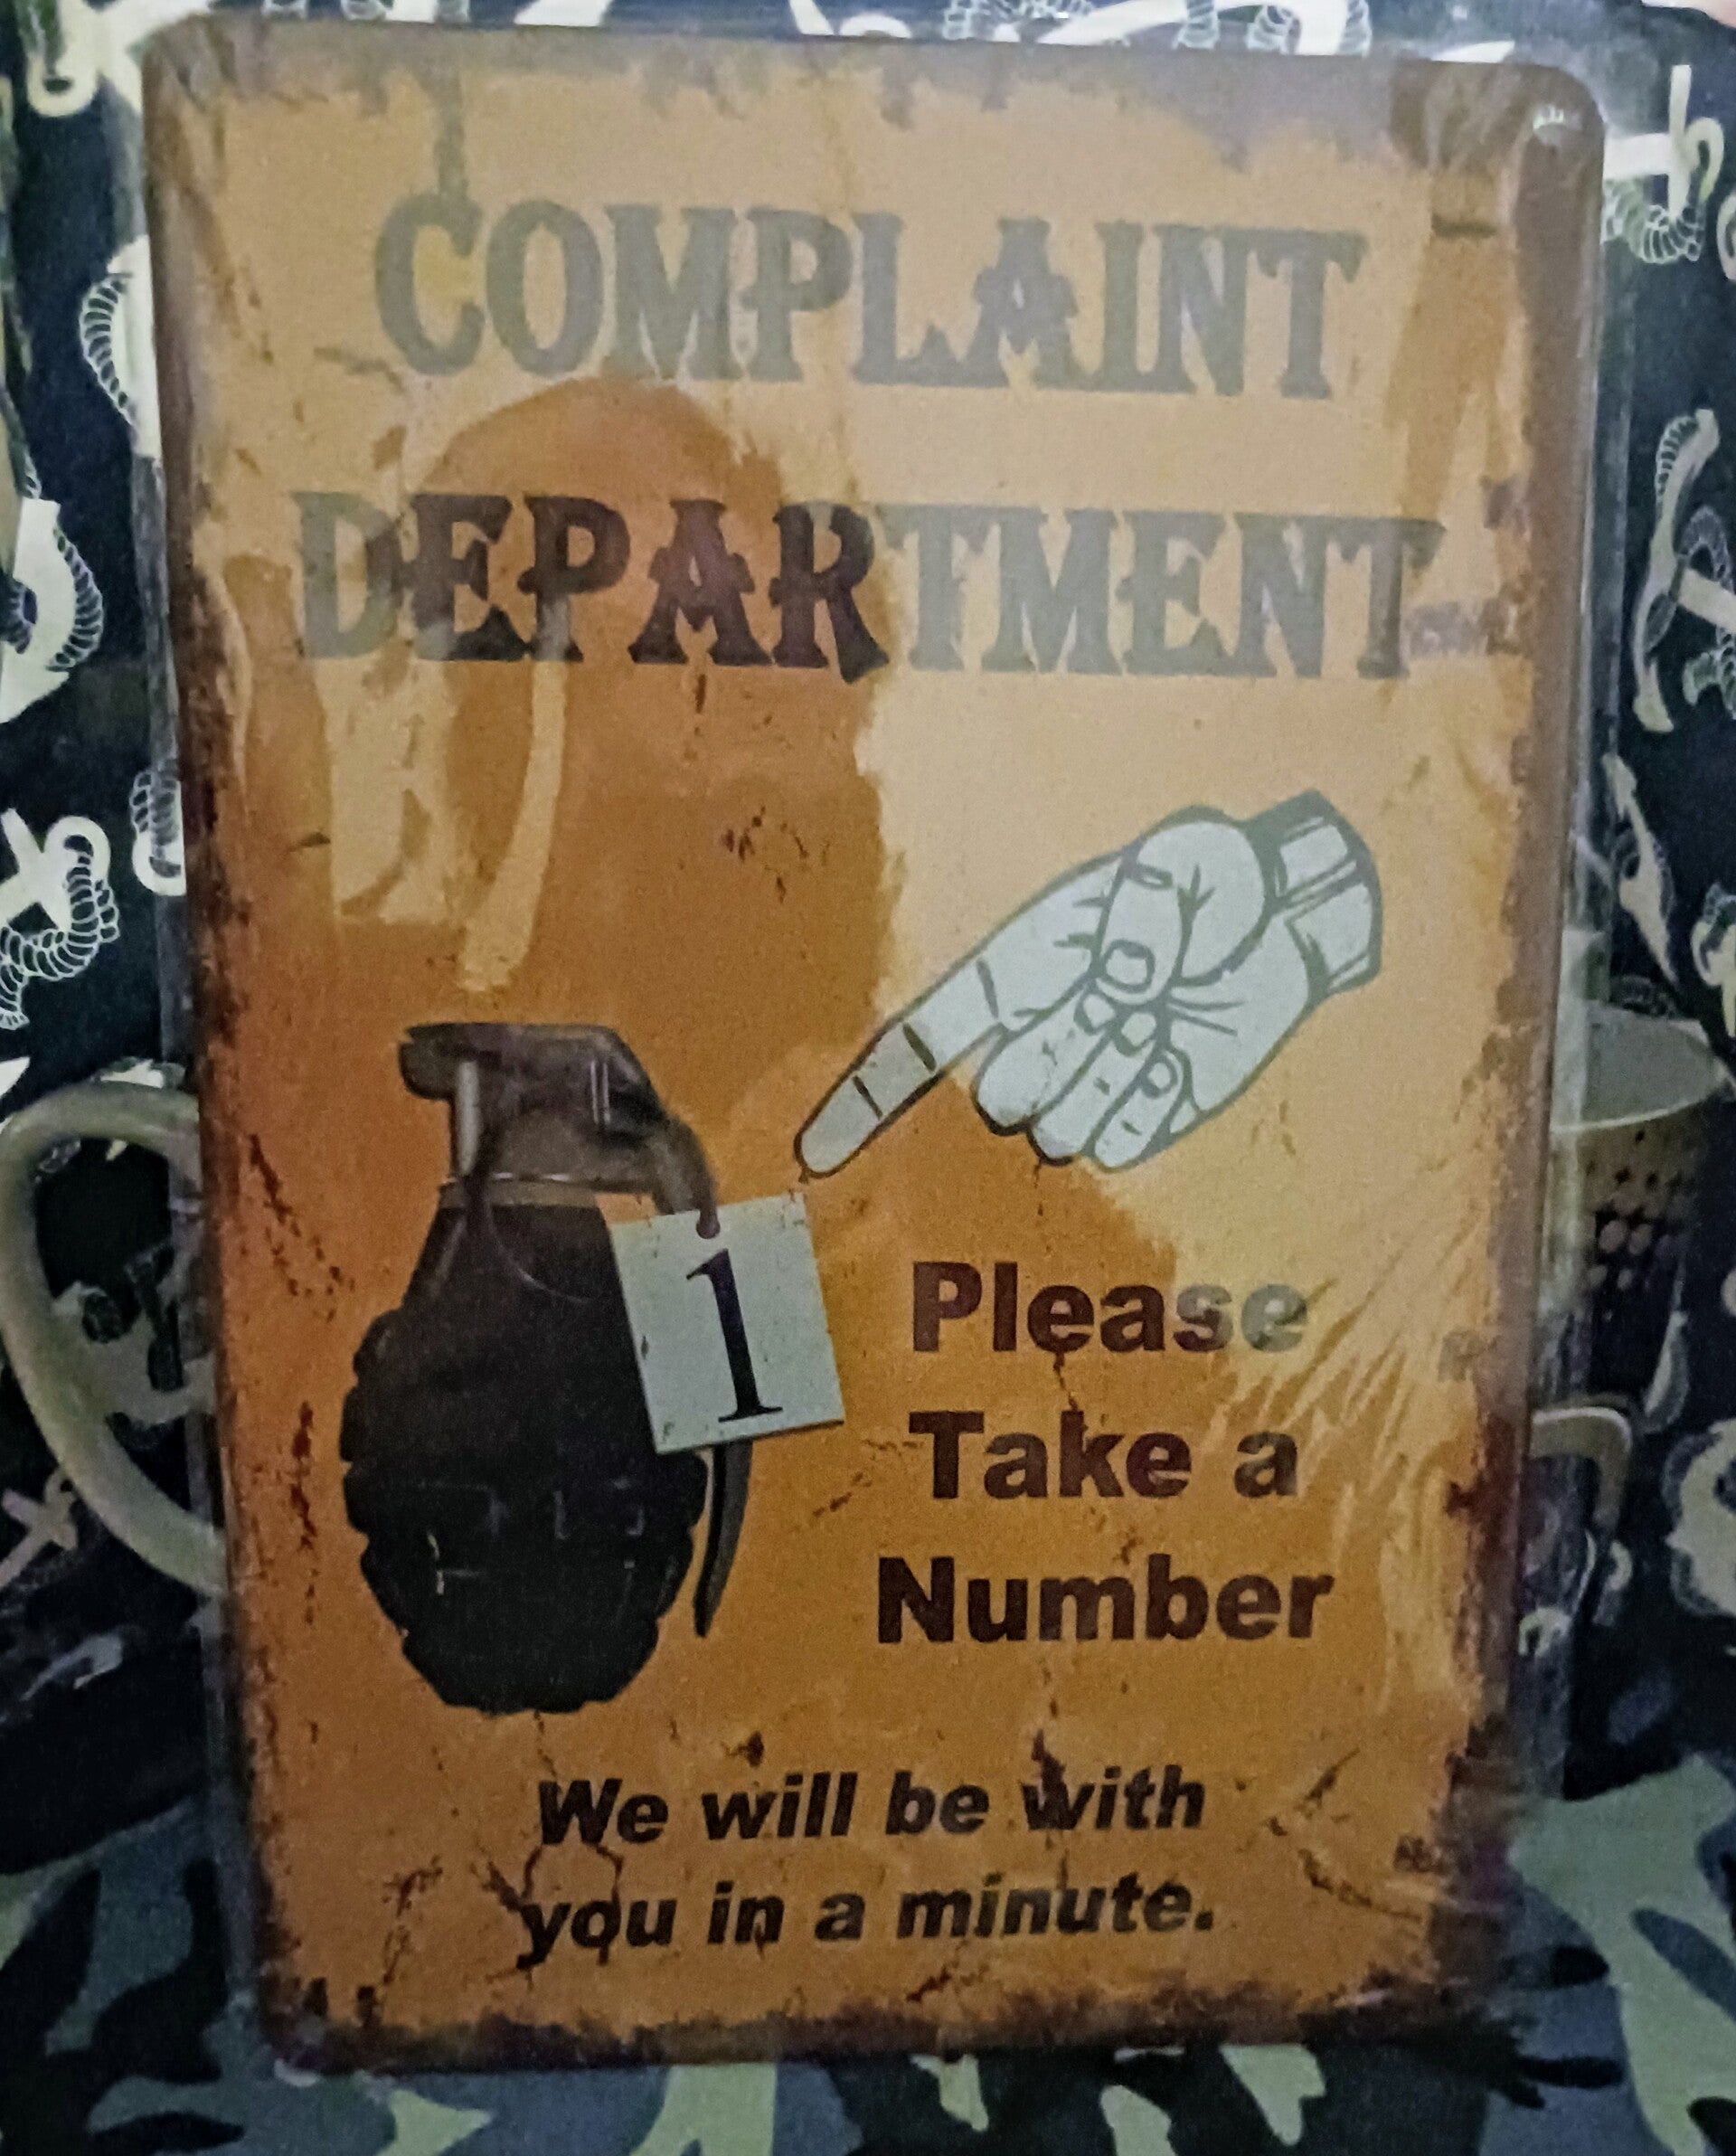 COMPLAINT
DEPARTMENT
1
Please
Take a
Number
We will be with
you in a minute.